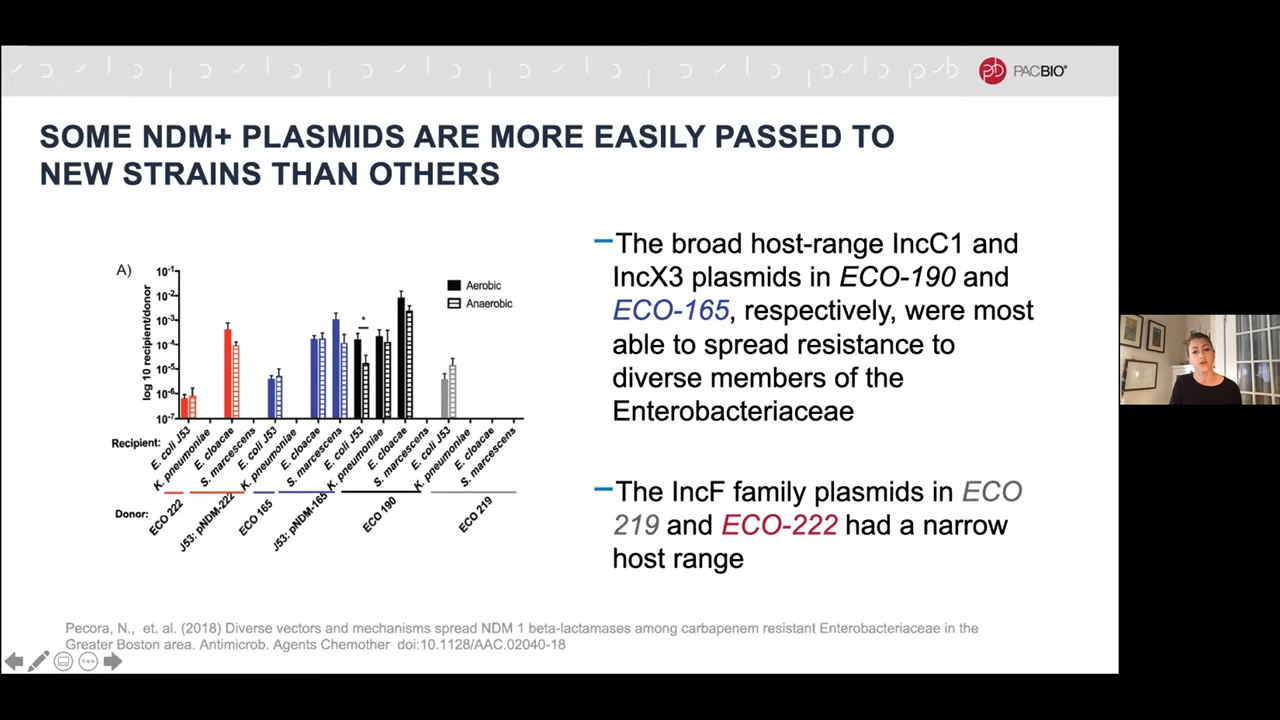 PACBIO®
SOME NDM+ PLASMIDS ARE MORE EASILY PASSED TO
NEW STRAINS THAN OTHERS
A)
log 10 recipient/donor
10-1
10-2
10-3
10-4
10-5
10-6
10-7
Aerobic
Anaerobic
*
Recipient:
E. coli J53
K. pneumoniae
E. cloacae
S. marcescens
E. coli J53
K. pneumoniae
E. cloacae
S. marcescens
E. coli J53
K. pneumoniae
E. cloacae
S. marcescens
E. coli J53
K. pneumoniae
E. cloacae
S. marcescens
Donor:
ECO 222
J53: pNDM-222
ECO 165
J53: pNDM-165
ECO 190
ECO 219
–The broad host-range IncC1 and
IncX3 plasmids in ECO-190 and
ECO-165, respectively, were most
able to spread resistance to
diverse members of the
Enterobacteriaceae
–The IncF family plasmids in ECO
219 and ECO-222 had a narrow
host range
Pecora, N., et. al. (2018) Diverse vectors and mechanisms spread NDM 1 beta-lactamases among carbapenem resistant Enterobacteriaceae in the
Greater Boston area. Antimicrob. Agents Chemother doi:10.1128/AAC.02040-18